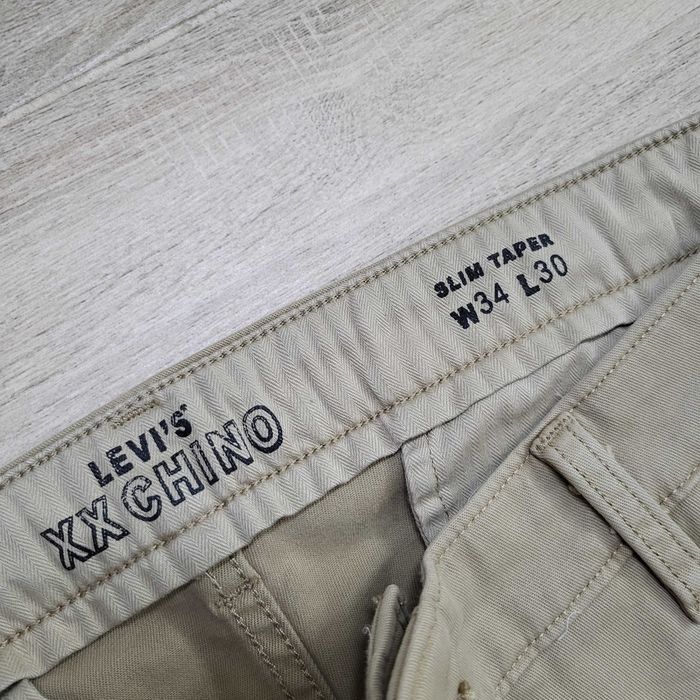 LEVI'S
XX CHINO
SLIM TAPER
W34 L30